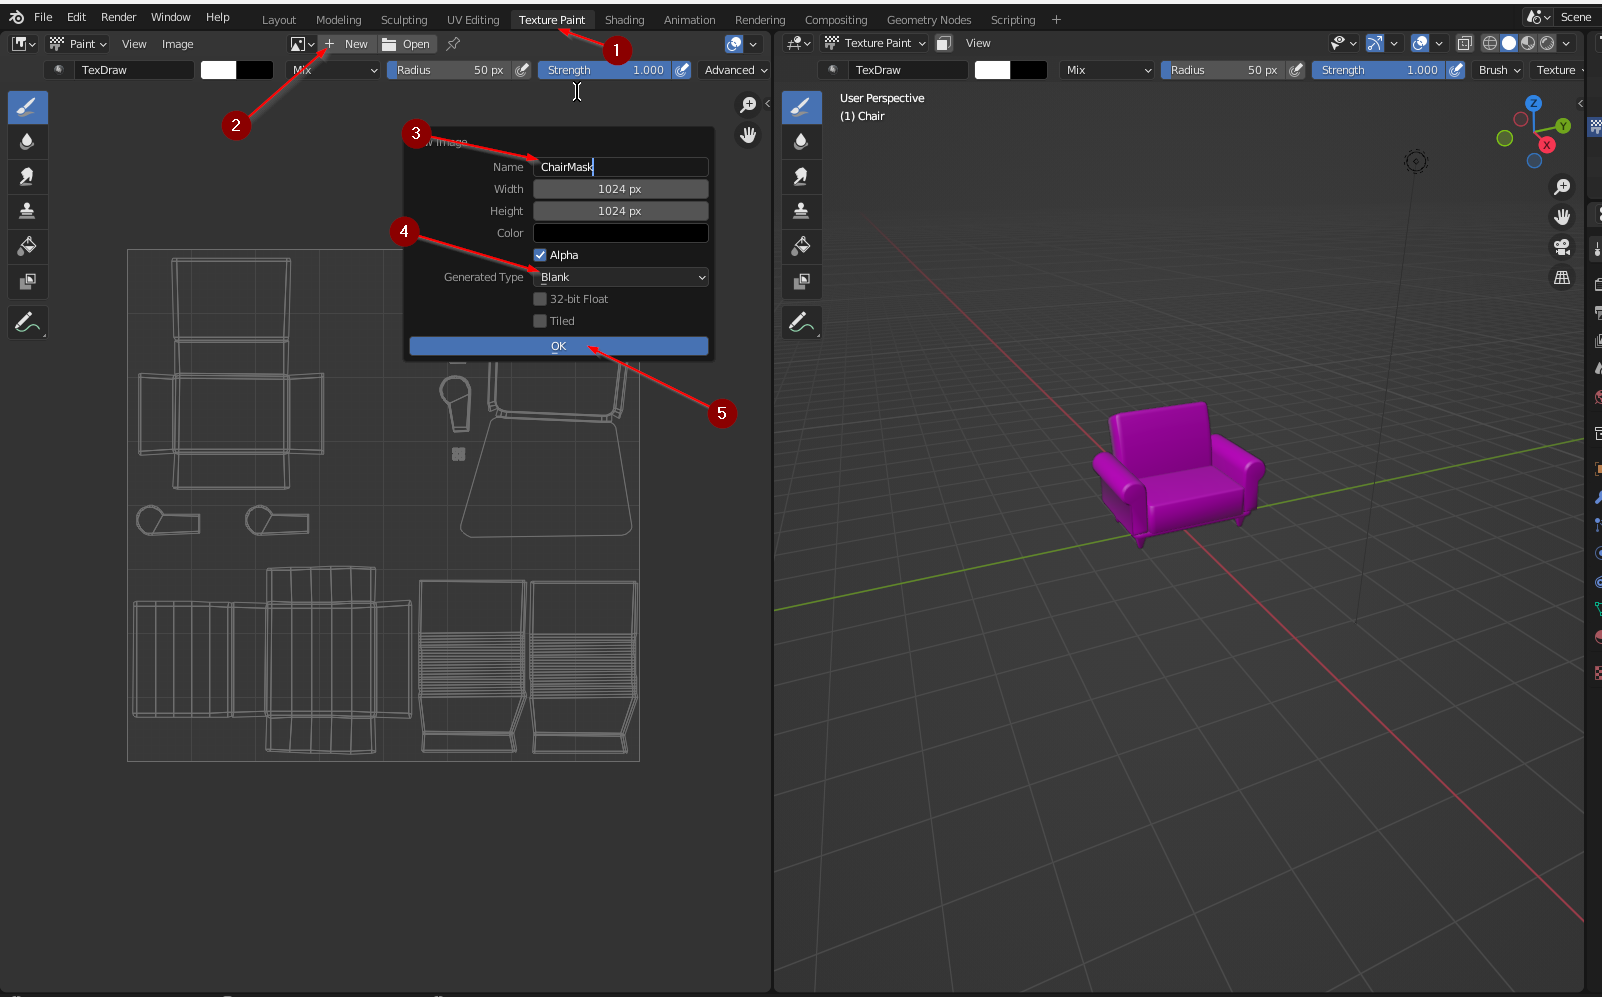 File Edit Render Window Help
Layout Modeling Sculpting UV Editing Texture Paint Shading Animation Rendering Compositing Geometry Nodes Scripting +
Scene
Paint View Image
+ New Open
1
Texture Paint View
2
TexDraw Mix Radius 50 px Strength 1.000 Advanced
TexDraw Mix Radius 50 px Strength 1.000 Brush Texture
User Perspective
(1) Chair
Z
Y
X
3
Image
Name ChairMask
Width 1024 px
Height 1024 px
4
Color
Alpha
Generated Type Blank
32-bit Float
Tiled
OK
5